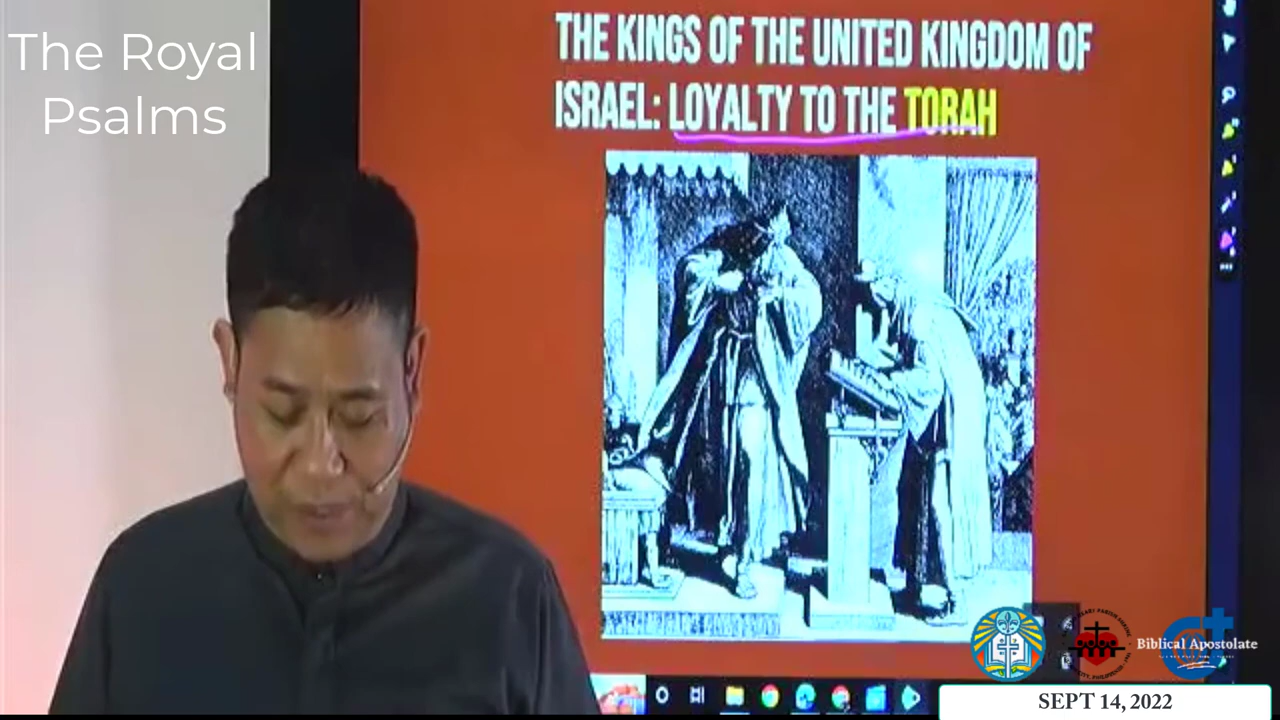 The Royal
Psalms
THE KINGS OF THE UNITED KINGDOM OF
ISRAEL: LOYALTY TO THE TORAH
Biblical Apostolate
SEPT 14, 2022